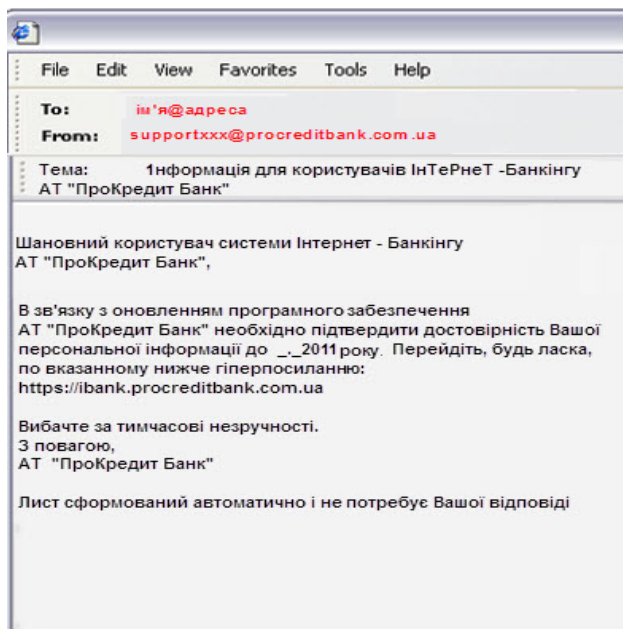 File Edit View Favorites Tools Help
To: ім'я@адреса
From: supportxxx@procreditbank.com.ua
Тема: 1нформація для користувачів ІнТеРнеТ -Банкінгу
АТ "ПроКредит Банк"
Шановний користувач системи Інтернет - Банкінгу
АТ "ПроКредит Банк",
В зв'язку з оновленням програмного забезпечення
АТ "ПроКредит Банк" необхідно підтвердити достовірність Вашої
персональної інформації до _._2011 року. Перейдіть, будь ласка,
по вказанному нижче гіперпосиланню:
https://ibank.procreditbank.com.ua
Вибачте за тимчасові незручності.
З повагою,
АТ "ПроКредит Банк"
Лист сформований автоматично і не потребує Вашої відповіді